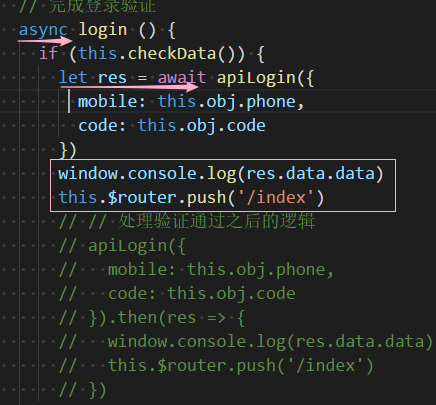 // 完成登录验证
async login () {
if (this.checkData()) {
let res = await apiLogin({
mobile: this.obj.phone,
code: this.obj.code
})
window.console.log(res.data.data)
this.$router.push('/index')
// // 处理验证通过之后的逻辑
// apiLogin({
//   mobile: this.obj.phone,
//   code: this.obj.code
// }).then(res => {
//   window.console.log(res.data.data)
//   this.$router.push('/index')
// })